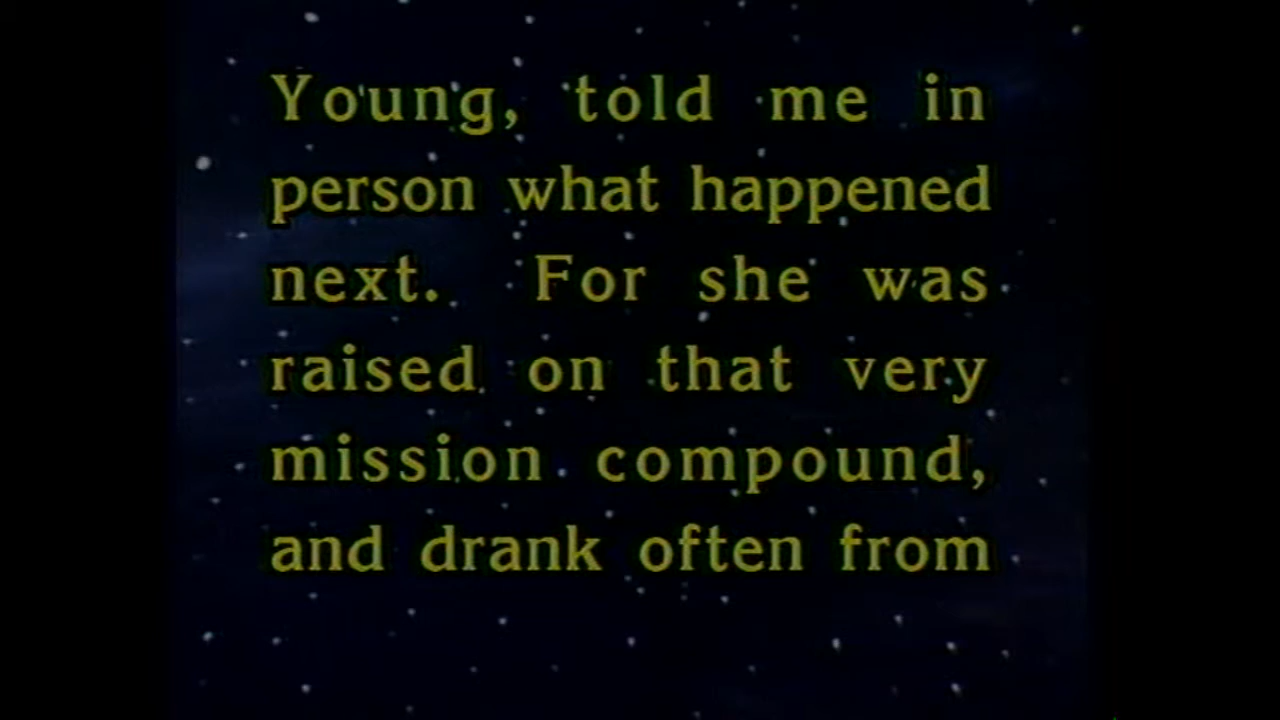 Young, told me in
person what happened
next. For she was
raised on that very
mission compound,
and drank often from